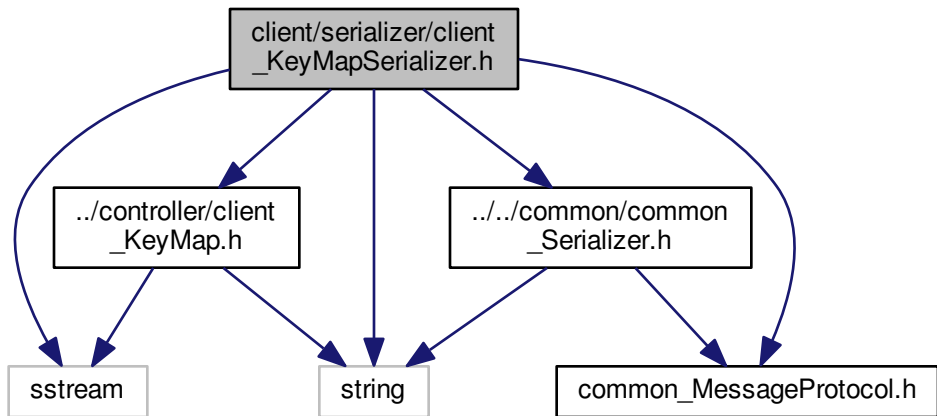 client/serializer/client
_KeyMapSerializer.h
../controller/client
_KeyMap.h
../../common/common
_Serializer.h
sstream
string
common_MessageProtocol.h